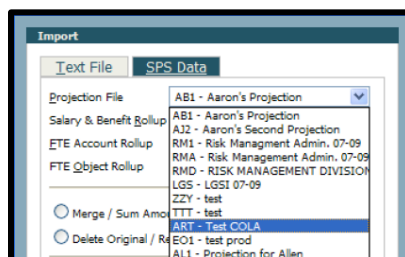 Import
Text File
SPS Data
Projection File
AB1 - Aaron's Projection
Salary & Benefit Rollup
AB1 - Aaron's Projection
AJ2 - Aaron's Second Projection
FTE Account Rollup
RM1 - Risk Managment Admin. 07-09
RMA - Risk Management Admin. 07-09
FTE Object Rollup
RMD - RISK MANAGEMENT DIVISION
LGS - LGSI 07-09
ZZY - test
Merge / Sum Amo
TTT - test
ART - Test COLA
Delete Original / Re
EO1 - test prod
AL1 - Projection for Allen